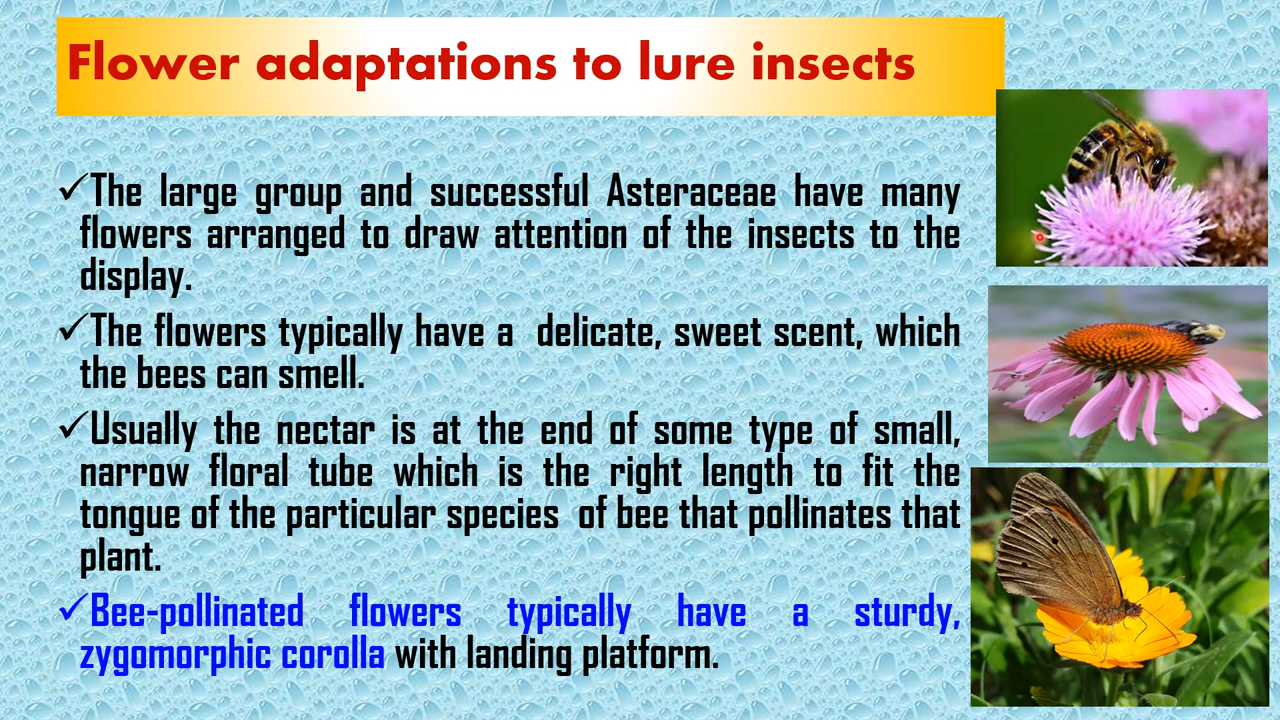 Flower adaptations to lure insects
✓The large group and successful Asteraceae have many
flowers arranged to draw attention of the insects to the
display.
✓The flowers typically have a delicate, sweet scent, which
the bees can smell.
✓Usually the nectar is at the end of some type of small,
narrow floral tube which is the right length to fit the
tongue of the particular species of bee that pollinates that
plant.
✓Bee-pollinated flowers typically have a sturdy,
zygomorphic corolla with landing platform.